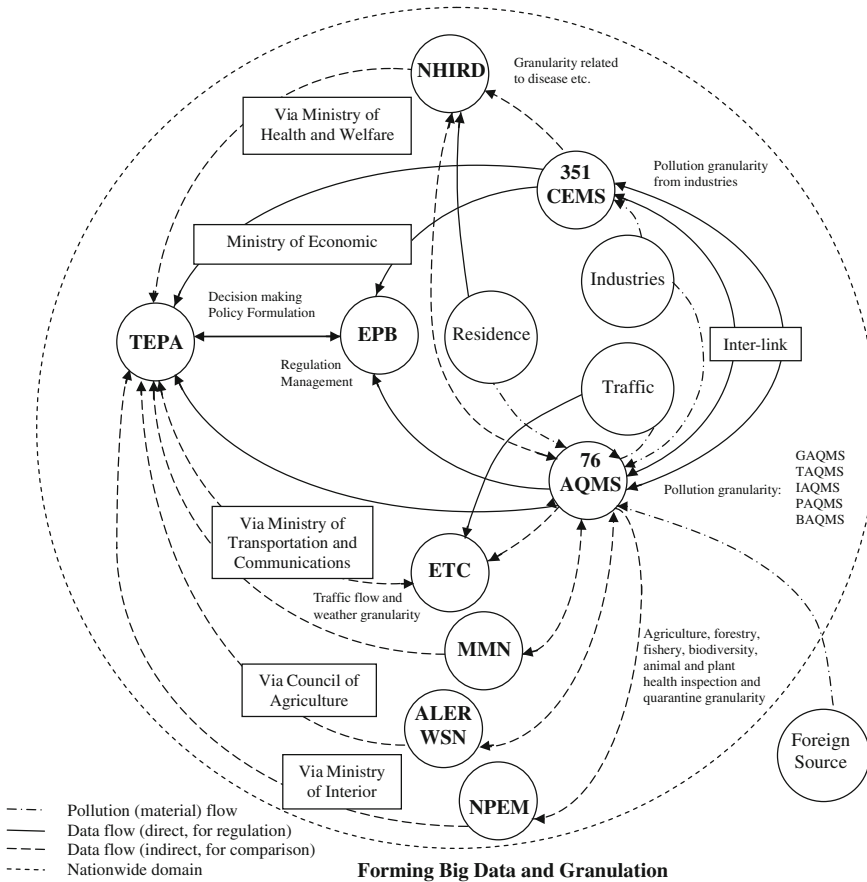 NHIRD
Granularity related
to disease etc.
Via Ministry of
Health and Welfare
351
CEMS
Pollution granularity
from industries
Ministry of Economic
Industries
Decision making
Policy Formulation
TEPA
EPB
Residence
Inter-link
Regulation
Management
Traffic
76
AQMS
Pollution granularity:
GAQMS
TAQMS
IAQMS
PAQMS
BAQMS
Via Ministry of
Transportation and
Communications
ETC
Traffic flow and
weather granularity
MMN
Agriculture, forestry,
fishery, biodiversity,
animal and plant
health inspection and
quarantine granularity
Via Council of
Agriculture
ALER
WSN
Foreign
Source
Via Ministry
of Interior
NPEM
Pollution (material) flow
Data flow (direct, for regulation)
Data flow (indirect, for comparison)
Nationwide domain
Forming Big Data and Granulation